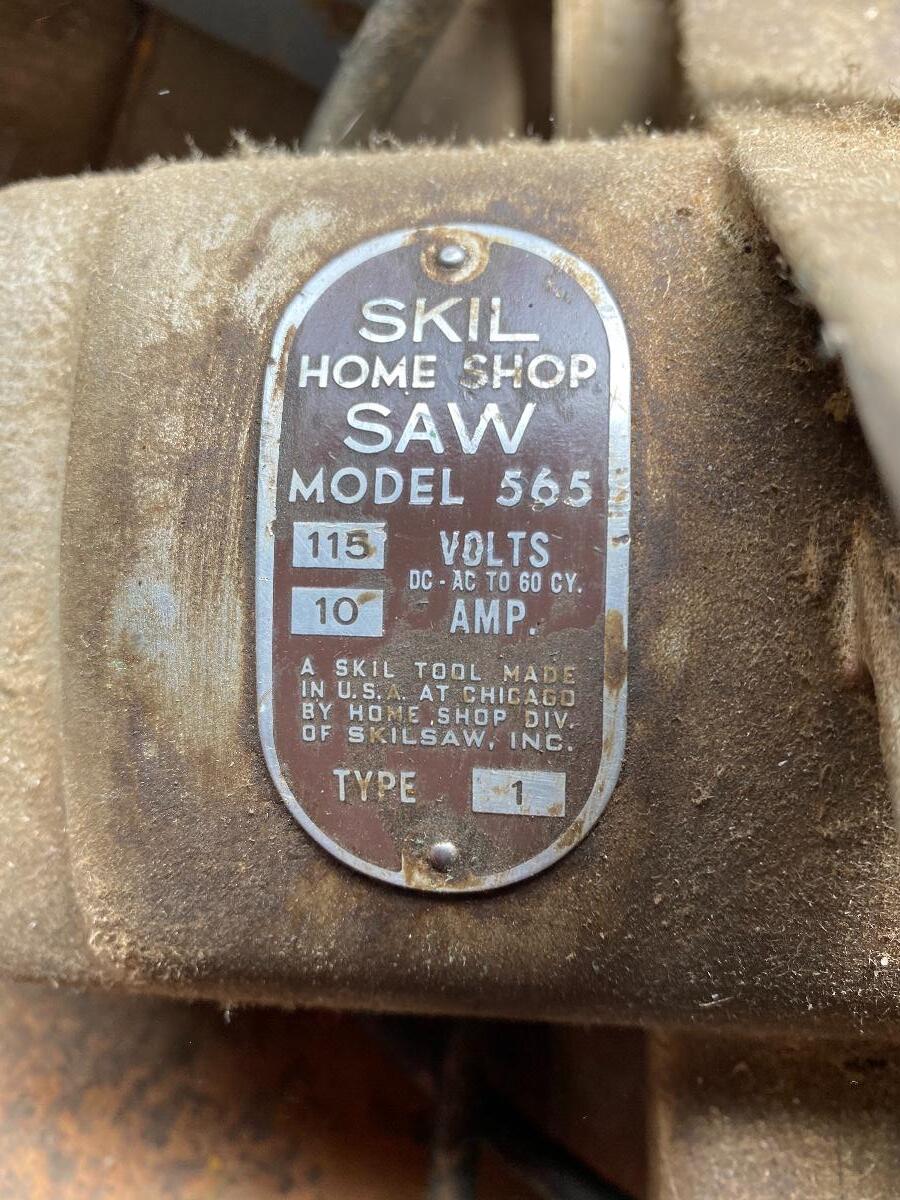 SKIL
HOME SHOP
SAW
MODEL 565
115 VOLTS
DC - AC TO 60 CY.
10 AMP.
A SKIL TOOL MADE
IN U.S.A. AT CHICAGO
BY HOME SHOP DIV.
OF SKILSAW, INC.
TYPE 1